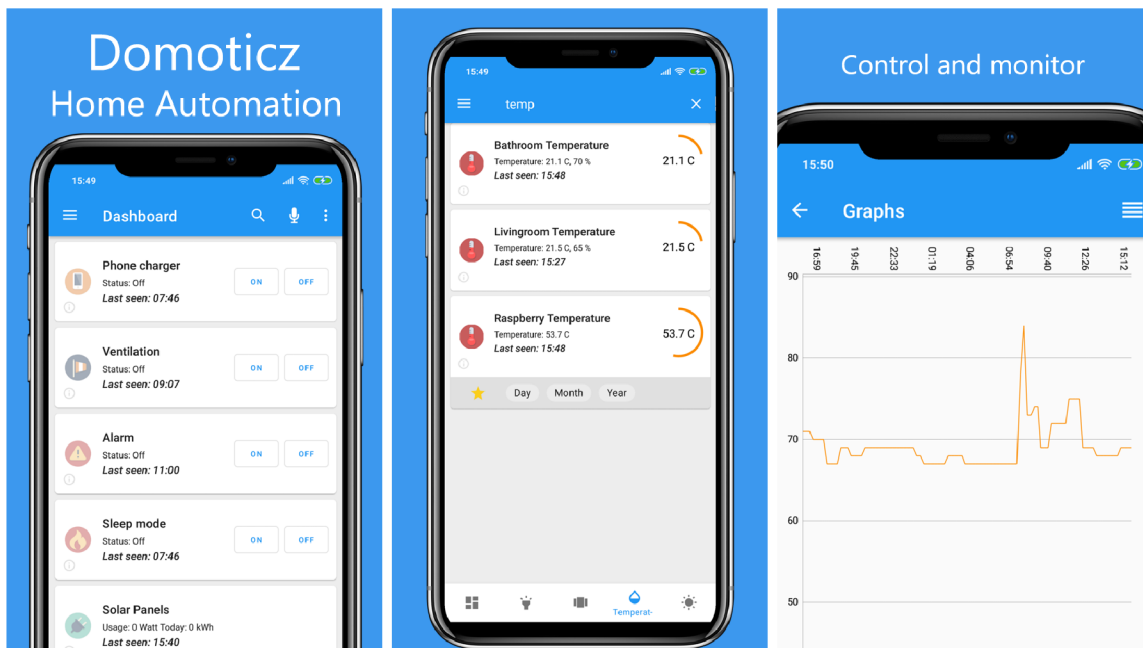 Domoticz
Home Automation
15:49
Dashboard
Phone charger
Status: Off
Last seen: 07:46
ON
OFF
Ventilation
Status: Off
Last seen: 09:07
ON
OFF
Alarm
Status: Off
Last seen: 11:00
ON
OFF
Sleep mode
Status: Off
Last seen: 07:46
ON
OFF
Solar Panels
Usage: 0 Watt Today: 0 kWh
Last seen: 15:40
15:49
temp
Bathroom Temperature
Temperature: 21.1 C, 70 %
Last seen: 15:48
21.1 C
Livingroom Temperature
Temperature: 21.5 C, 65 %
Last seen: 15:27
21.5 C
Raspberry Temperature
Temperature: 53.7 C
Last seen: 15:48
53.7 C
Day Month Year
Temperat-
Control and monitor
15:50
Graphs
16:59 19:45 22:33 01:19 04:06 06:54 09:40 12:26 15:12
90
80
70
60
50